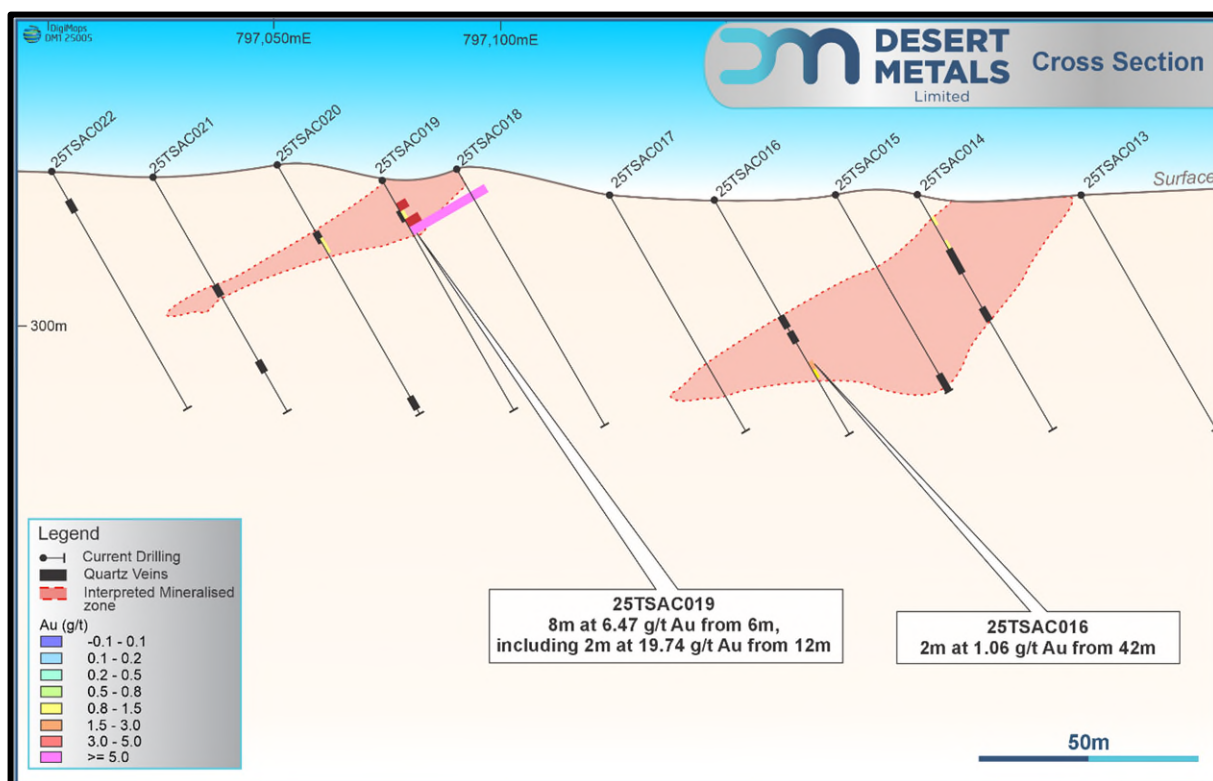 DigiMaps
DM1 25005
797,050mE
797,100mE
DM DESERT
METALS
Limited
Cross Section
25TSAC022
25TSAC021
25TSAC020
25TSAC019
25TSAC018
25TSAC017
25TSAC016
25TSAC015
25TSAC014
25TSAC013
Surface
300m
Legend
Current Drilling
Quartz Veins
Interpreted Mineralised
zone
Au (g/t)
-0.1 - 0.1
0.1 - 0.2
0.2 - 0.5
0.5 - 0.8
0.8 - 1.5
1.5 - 3.0
3.0 - 5.0
>= 5.0
25TSAC019
8m at 6.47 g/t Au from 6m,
including 2m at 19.74 g/t Au from 12m
25TSAC016
2m at 1.06 g/t Au from 42m
50m